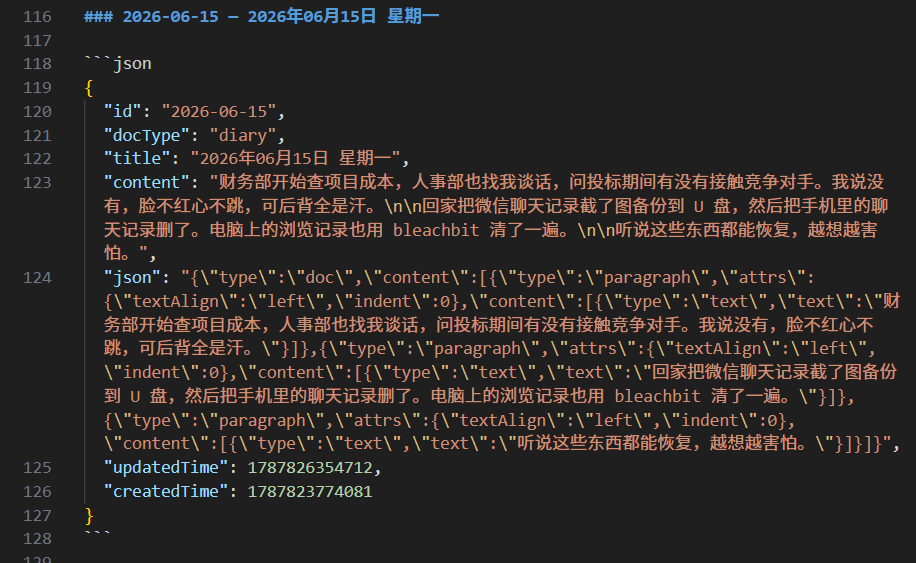 116 ### 2026-06-15 — 2026年06月15日 星期一
117
118 ```json
119 {
120 "id": "2026-06-15",
121 "docType": "diary",
122 "title": "2026年06月15日 星期一",
123 "content": "财务部开始查项目成本，人事部也找我谈话，问投标期间有没有接触竞争对手。我说没
有，脸不红心不跳，可后背全是汗。\n\n回家把微信聊天记录截了图备份到 U 盘，然后把手机里的聊
天记录删了。电脑上的浏览记录也用 bleachbit 清了一遍。\n\n听说这些东西都能恢复，越想越害
怕。",
124 "json": "{\"type\":\"doc\",\"content\":[{\"type\":\"paragraph\",\"attrs\":
{\"textAlign\":\"left\",\"indent\":0},\"content\":[{\"type\":\"text\",\"text\":\"财
务部开始查项目成本，人事部也找我谈话，问投标期间有没有接触竞争对手。我说没有，脸不红心不
跳，可后背全是汗。\"}]},{\"type\":\"paragraph\",\"attrs\":{\"textAlign\":\"left\",
\"indent\":0},\"content\":[{\"type\":\"text\",\"text\":\"回家把微信聊天记录截了图备份
到 U 盘，然后把手机里的聊天记录删了。电脑上的浏览记录也用 bleachbit 清了一遍。\"}]},
{\"type\":\"paragraph\",\"attrs\":{\"textAlign\":\"left\",\"indent\":0},
\"content\":[{\"type\":\"text\",\"text\":\"听说这些东西都能恢复，越想越害怕。\"}]}]}",
125 "updatedTime": 1787826354712,
126 "createdTime": 1787823774081
127 }
128 ```
129